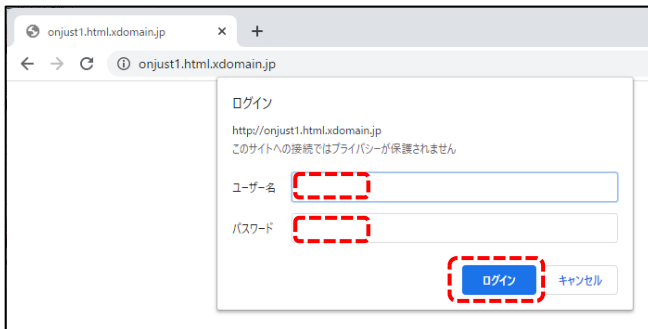 onjust1.html.xdomain.jp
onjust1.html.xdomain.jp
ログイン
http://onjust1.html.xdomain.jp
このサイトへの接続ではプライバシーが保護されません
ユーザー名
パスワード
ログイン キャンセル